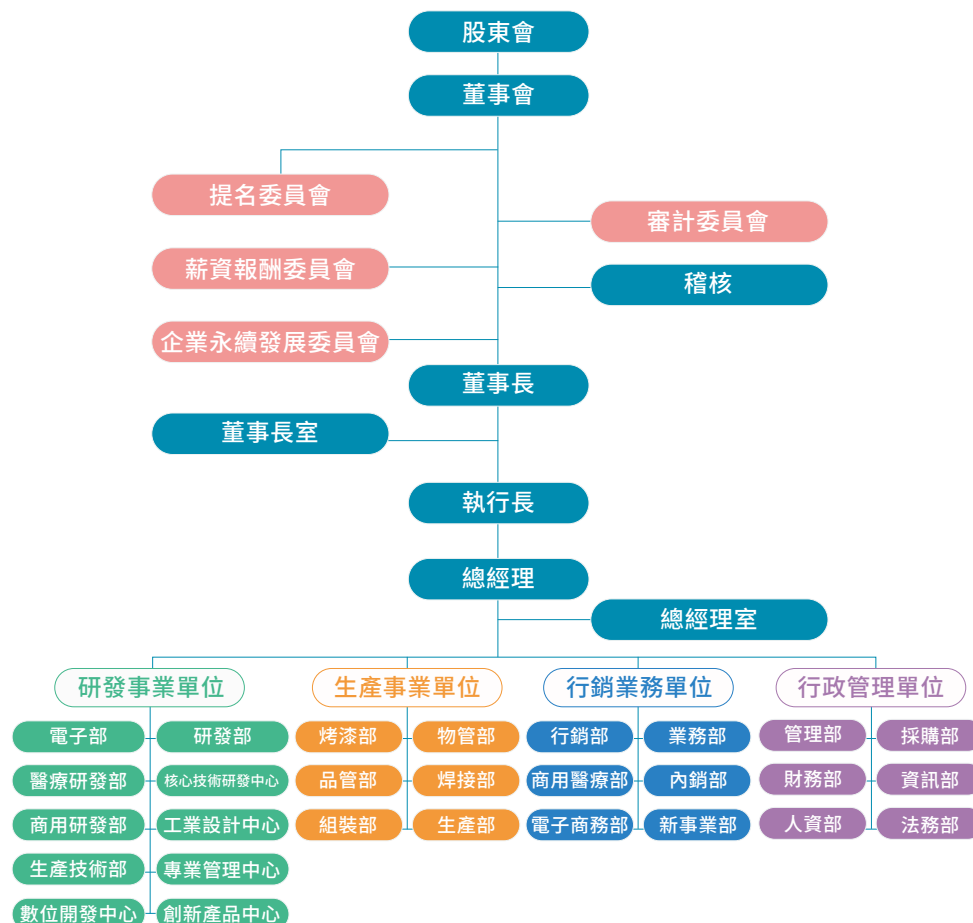 股東會
董事會
提名委員會
審計委員會
薪資報酬委員會
稽核
企業永續發展委員會
董事長
董事長室
執行長
總經理
總經理室
研發事業單位
生產事業單位
行銷業務單位
行政管理單位
電子部
研發部
烤漆部
物管部
行銷部
業務部
管理部
採購部
醫療研發部
核心技術研發中心
品管部
焊接部
商用醫療部
內銷部
財務部
資訊部
商用研發部
工業設計中心
組裝部
生產部
電子商務部
新事業部
人資部
法務部
生產技術部
專業管理中心
數位開發中心
創新產品中心